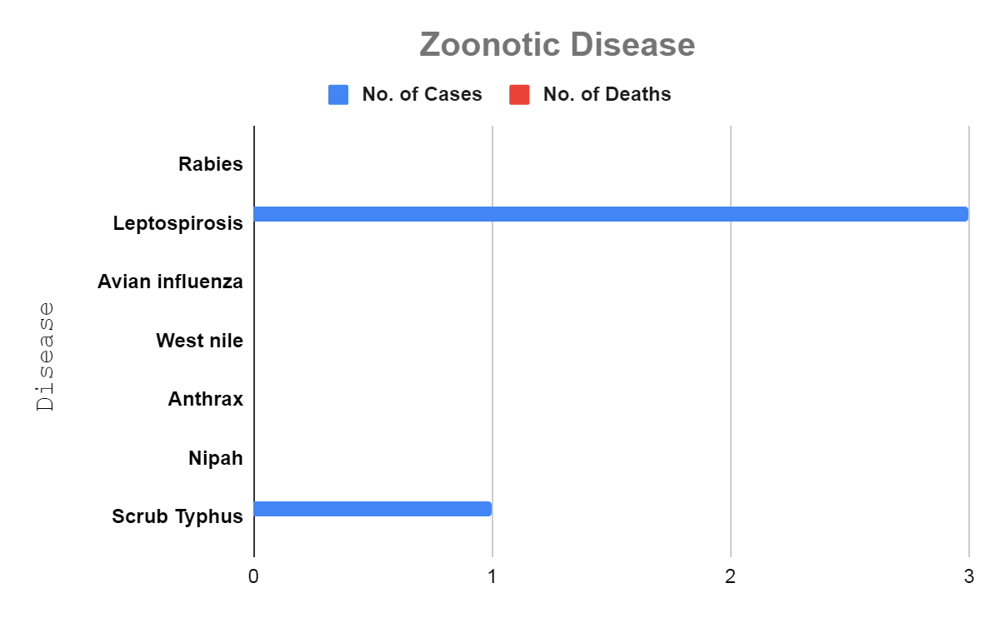 Zoonotic Disease
No. of Cases No. of Deaths
Rabies
Leptospirosis
Avian influenza
West nile
Anthrax
Nipah
Scrub Typhus
Disease
0 1 2 3